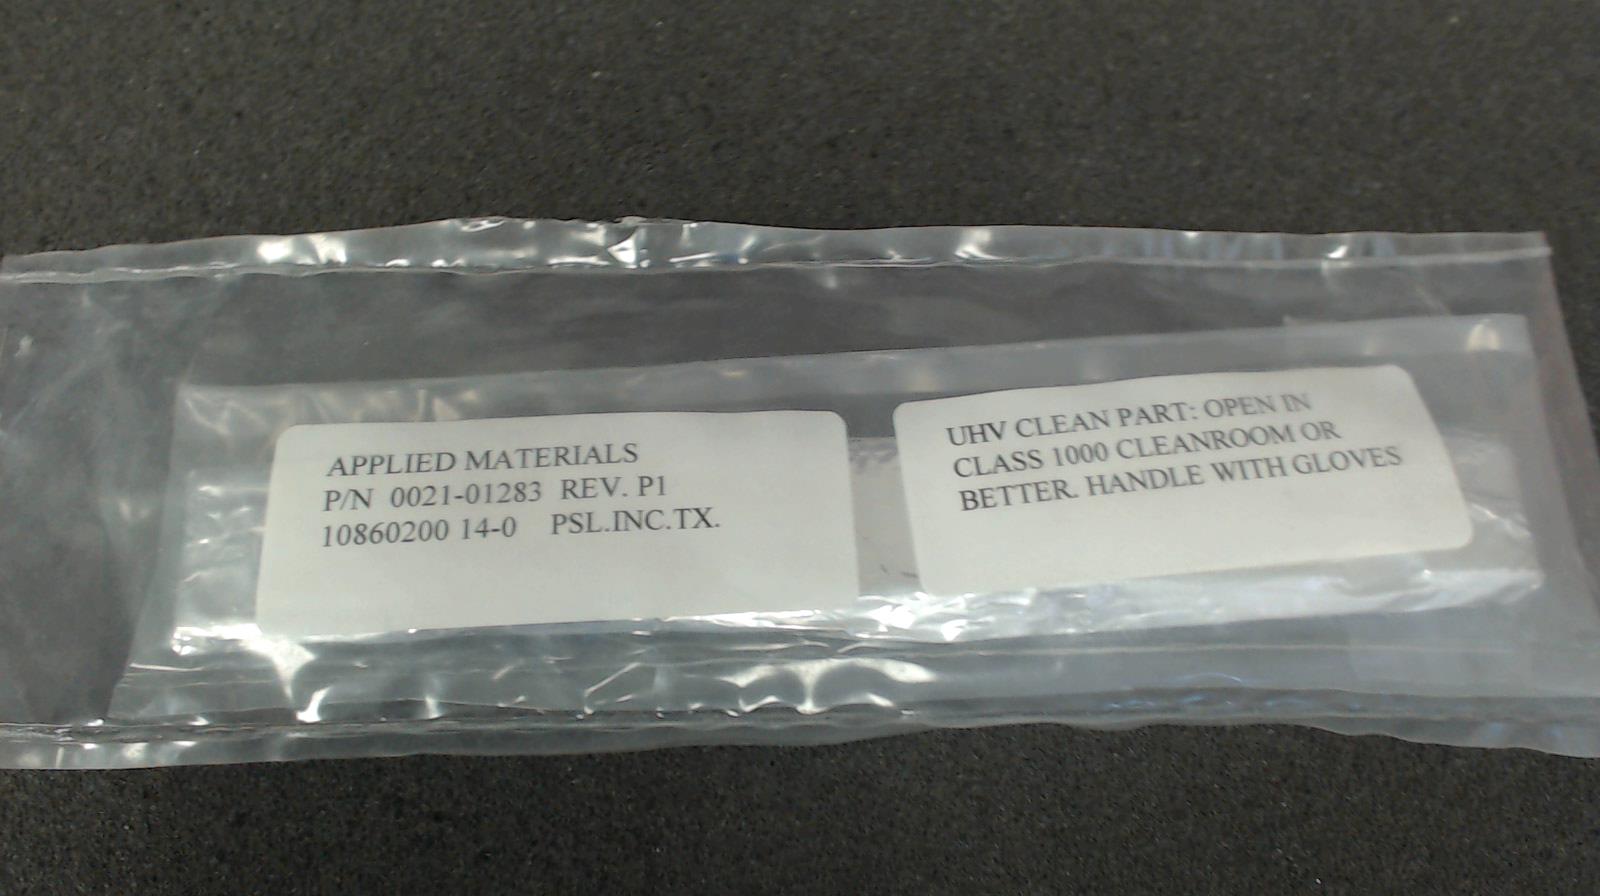 APPLIED MATERIALS
P/N 0021-01283 REV. P1
10860200 14-0 PSL.INC.TX.
UHV CLEAN PART: OPEN IN
CLASS 1000 CLEANROOM OR
BETTER. HANDLE WITH GLOVES